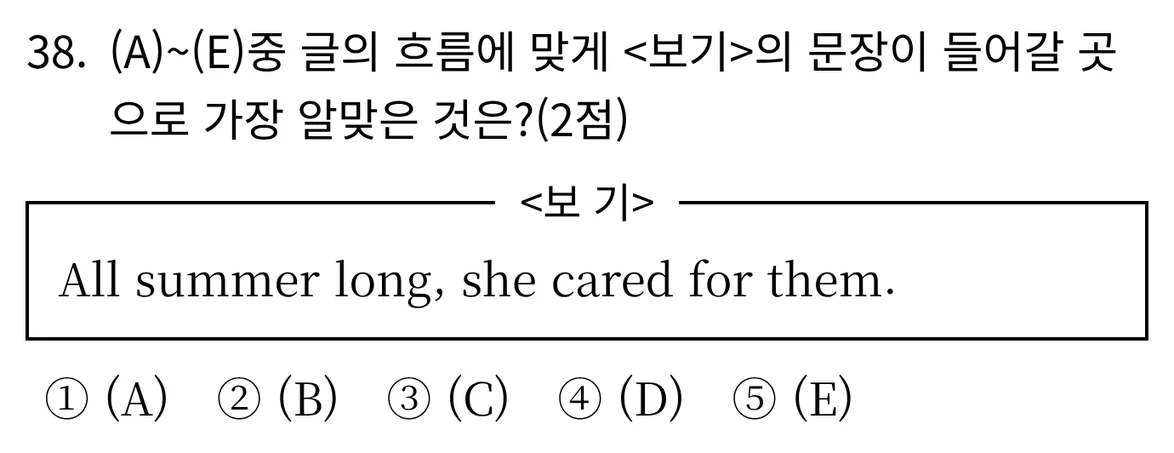 38. (A)~(E)중 글의 흐름에 맞게 <보기>의 문장이 들어갈 곳
으로 가장 알맞은 것은?(2점)
<보 기>
All summer long, she cared for them.
① (A) ② (B) ③ (C) ④ (D) ⑤ (E)